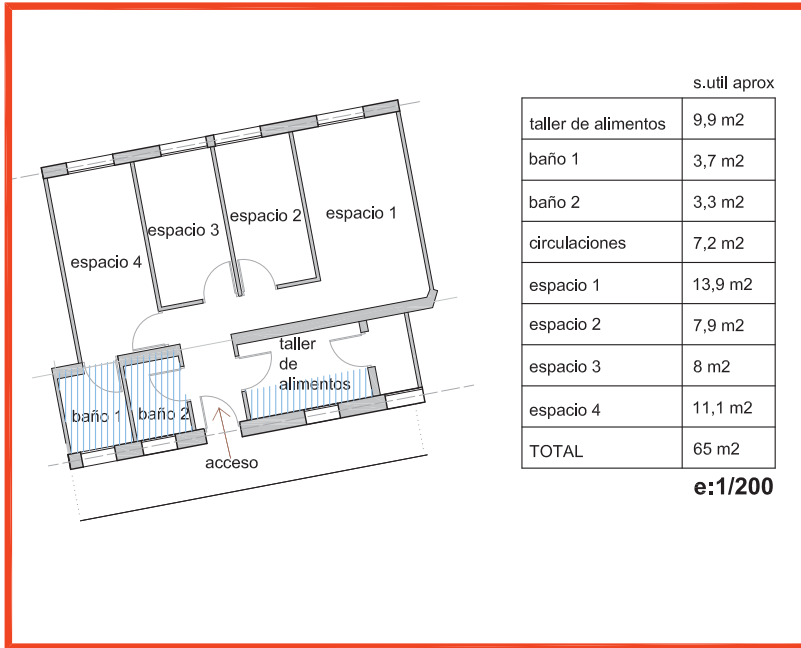 espacio 1
espacio 2
espacio 3
espacio 4
taller
de
alimentos
baño 1
baño 2
acceso
s.util aprox
taller de alimentos 9,9 m2
baño 1 3,7 m2
baño 2 3,3 m2
circulaciones 7,2 m2
espacio 1 13,9 m2
espacio 2 7,9 m2
espacio 3 8 m2
espacio 4 11,1 m2
TOTAL 65 m2
e:1/200